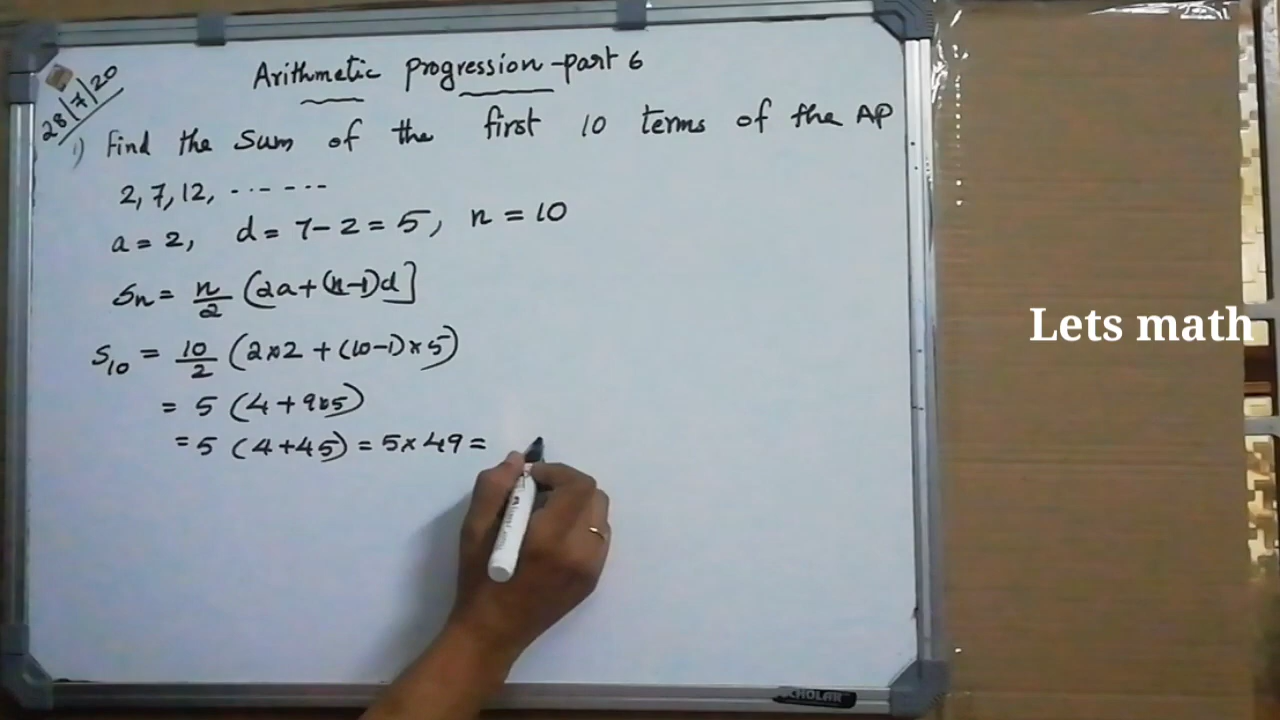 Arithmetic Progression - part 6
28/7/20
1) Find the Sum of the first 10 terms of the AP
2, 7, 12, ------
a = 2, d = 7 - 2 = 5, n = 10
Sn = n/2 (2a + (n-1)d]
S10 = 10/2 (2×2 + (10-1)×5)
= 5 (4 + 9×5)
= 5 (4+45) = 5×49 =
Lets math
SCHOLAR